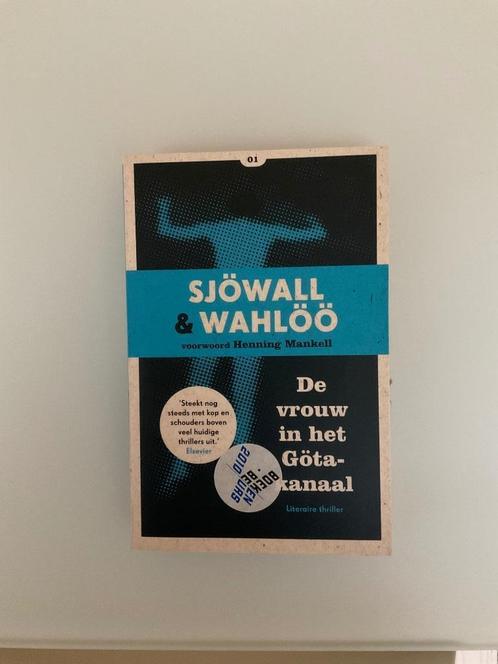 01
SJÖWALL
& WAHLÖÖ
voorwoord Henning Mankell
De
vrouw
in het
Göta-
kanaal
Literaire thriller
'Steekt nog
steeds met kop en
schouders boven
veel huidige
thrillers uit.'
Elsevier
BOEKEN
BEURS
2010